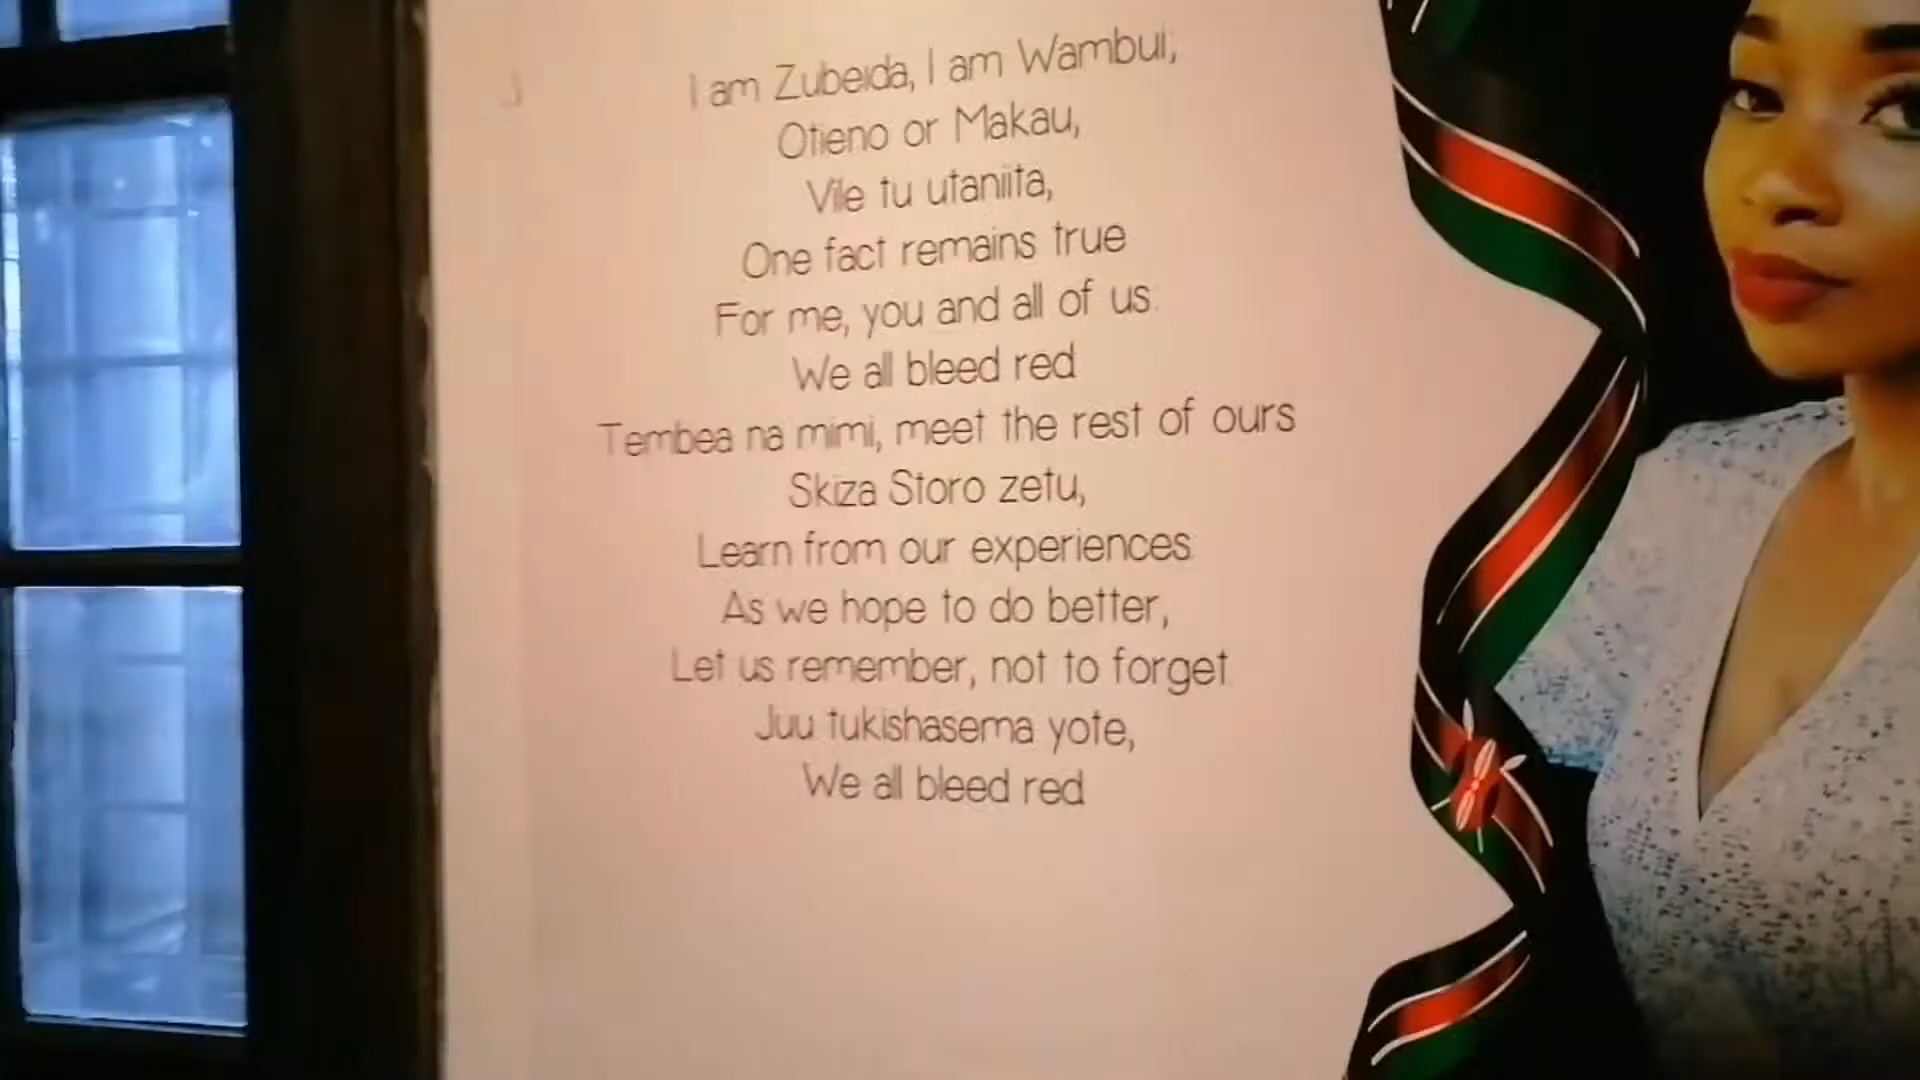 I am Zubeida, I am Wambui,
Otieno or Makau,
Vile tu utaniita,
One fact remains true
For me, you and all of us:
We all bleed red
Tembea na mimi, meet the rest of ours
Skiza Storo zetu,
Learn from our experiences
As we hope to do better,
Let us remember, not to forget.
Juu tukishasema yote,
We all bleed red